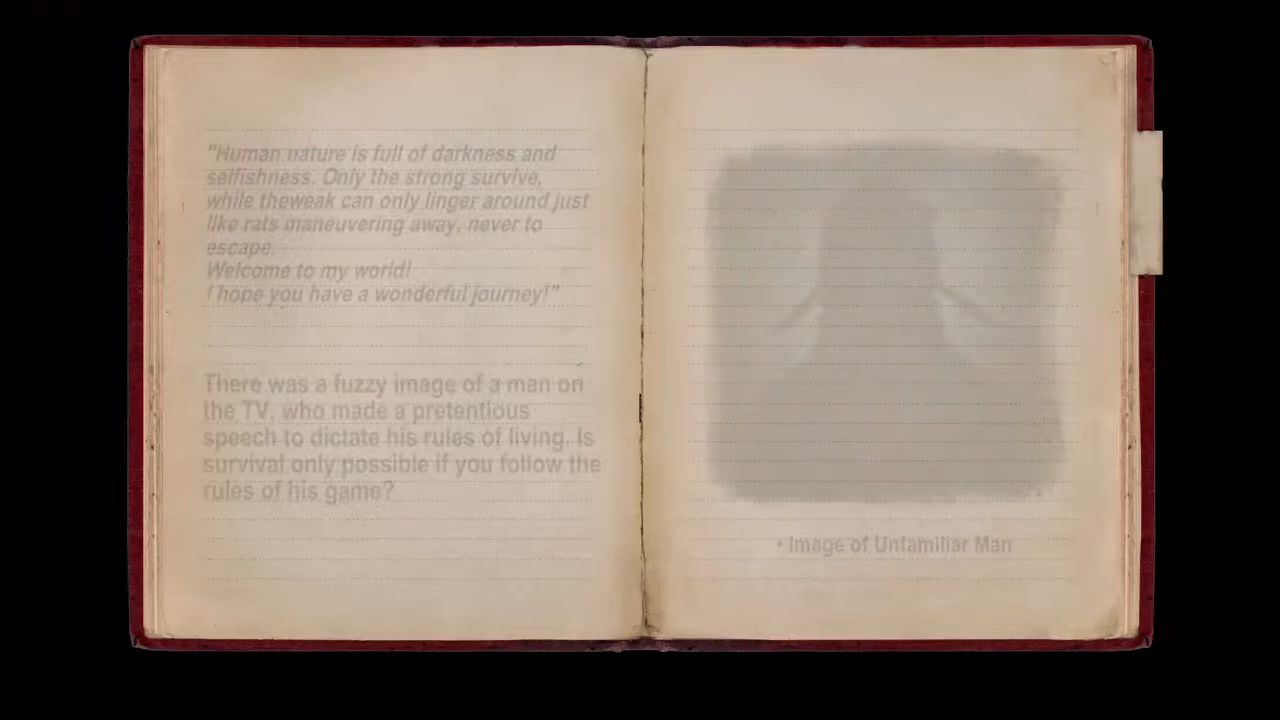 "Human nature is full of darkness and
selfishness. Only the strong survive,
while theweak can only linger around just
like rats maneuvering away, never to
escape.
Welcome to my world!
I hope you have a wonderful journey!"
There was a fuzzy image of a man on
the TV, who made a pretentious
speech to dictate his rules of living. Is
survival only possible if you follow the
rules of his game?
• Image of Unfamiliar Man